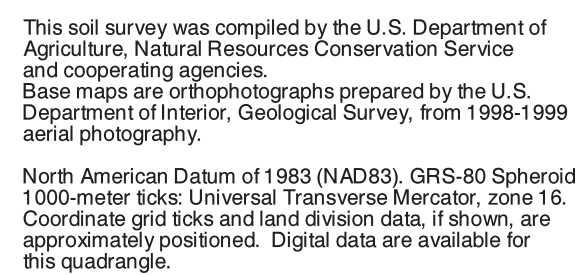 This soil survey was compiled by the U.S. Department of
Agriculture, Natural Resources Conservation Service
and cooperating agencies.
Base maps are orthophotographs prepared by the U.S.
Department of Interior, Geological Survey, from 1998-1999
aerial photography.
North American Datum of 1983 (NAD83). GRS-80 Spheroid
1000-meter ticks: Universal Transverse Mercator, zone 16.
Coordinate grid ticks and land division data, if shown, are
approximately positioned. Digital data are available for
this quadrangle.